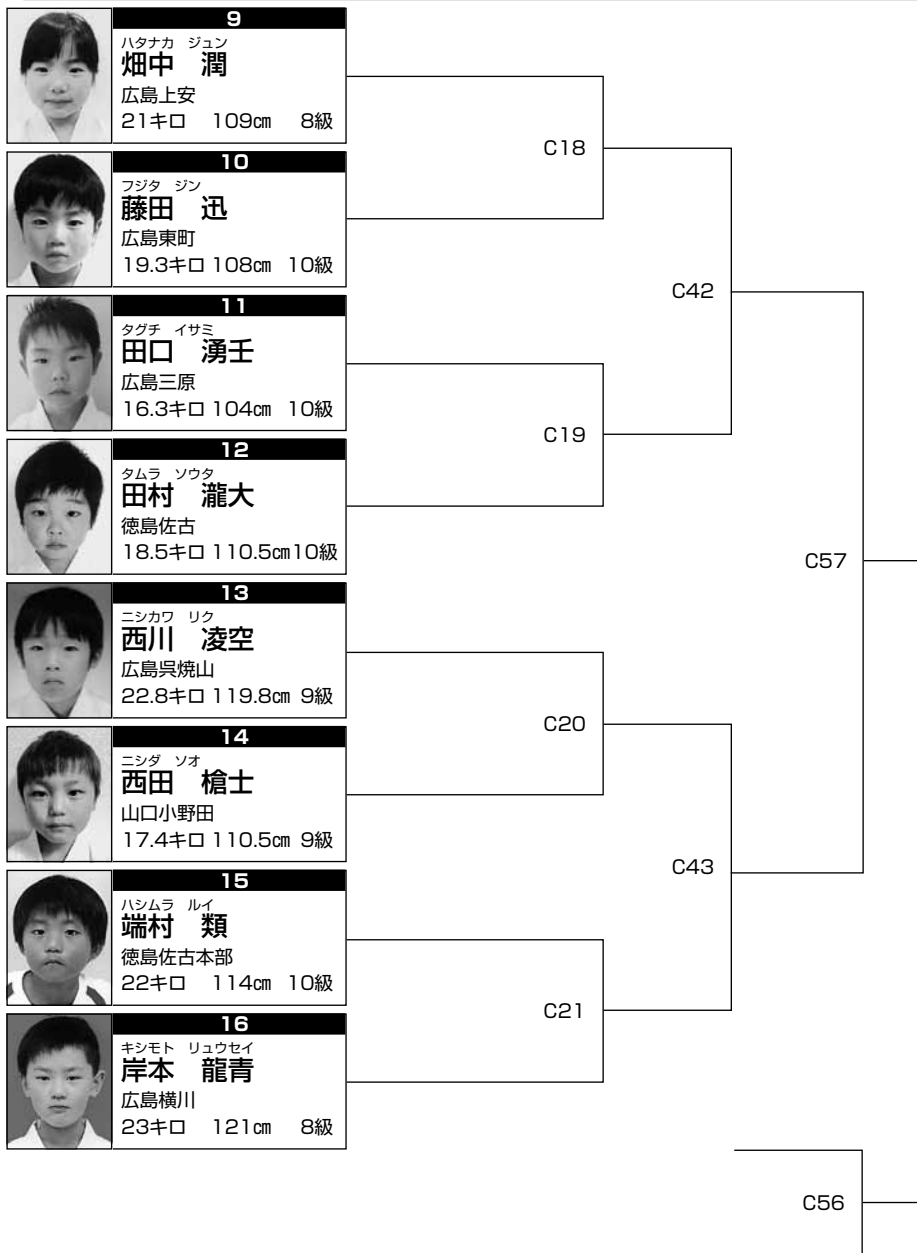 9
ハタナカ ジュン
畑中 潤
広島上安
21キロ 109㎝ 8級
10
フジタ ジン
藤田 迅
広島東町
19.3キロ 108㎝ 10級
11
タグチ イサミ
田口 湧壬
広島三原
16.3キロ 104㎝ 10級
12
タムラ ソウタ
田村 瀧大
徳島佐古
18.5キロ 110.5㎝ 10級
13
ニシカワ リク
西川 凌空
広島呉焼山
22.8キロ 119.8㎝ 9級
14
ニシダ ソオ
西田 槍士
山口小野田
17.4キロ 110.5㎝ 9級
15
ハシムラ ルイ
端村 類
徳島佐古本部
22キロ 114㎝ 10級
16
キシモト リュウセイ
岸本 龍青
広島横川
23キロ 121㎝ 8級
C18
C19
C20
C21
C42
C43
C57
C56